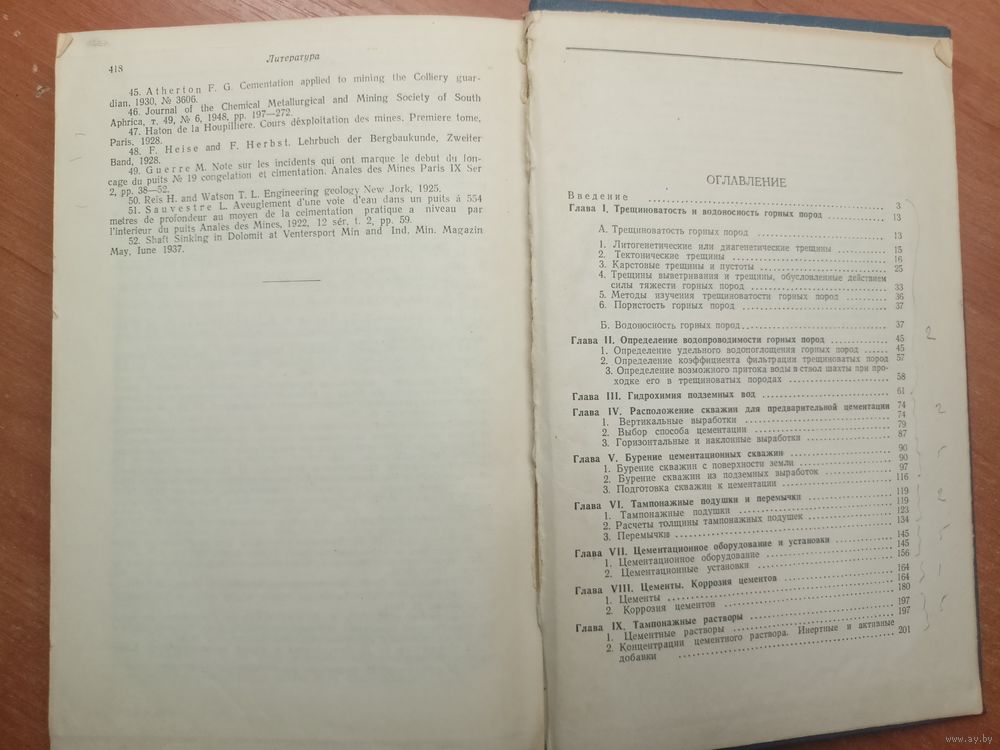 418
Литература
45. Atherton F. G. Cementation applied to mining the Colliery guar-
dian, 1930, № 3606.
46. Journal of the Chemical Metallurgical and Mining Society of South
Aphrica, т. 49, № 6, 1948, pp. 197—272.
47. Haton de la Houpilliere. Cours déxploitation des mines. Premiere tome,
Paris, 1928.
48. F. Heise and F. Herbst. Lehrbuch der Bergbaukunde, Zweiter
Band, 1928.
49. Guerre M. Note sur les incidents qui ont marque le debut du fon-
cage du puits № 19 congelation et cimentation. Anales des Mines Paris IX Ser
2, pp. 38—52.
50. Reis H. and Watson T. L. Engineering geology New Jork, 1925.
51. Sauvestre L. Aveuglement d'une voie d'eau dans un puits á 554
metres de profondeur au moyen de la ceimentation pratique a niveau par
l'interieur du puits Anales des Mines, 1922, 12 sér, t. 2, pp. 59.
52. Shaft Sinking in Dolomit at Ventersport Min and Ind. Min. Magazin
May, Iune 1937.
ОГЛАВЛЕНИЕ
Введение 3
Глава I. Трещиноватость и водоносность горных пород 13
А. Трещиноватость горных пород 13
1. Литогенетические или диагенетические трещины 15
2. Тектонические трещины 16
3. Карстовые трещины и пустоты 25
4. Трещины выветривания и трещины, обусловленные действием
силы тяжести горных пород 33
5. Методы изучения трещиноватости горных пород 36
6. Пористость горных пород 37
Б. Водоносность горных пород 37
Глава II. Определение водопроводимости горных пород 45
1. Определение удельного водопоглощения горных пород 45
2. Определение коэффициента фильтрации трещиноватых пород 57
3. Определение возможного притока воды в ствол шахты при про-
ходке его в трещиноватых породах 58
Глава III. Гидрохимия подземных вод 61
Глава IV. Расположение скважин для предварительной цементации 74
1. Вертикальные выработки 74
2. Выбор способа цементации 79
3. Горизонтальные и наклонные выработки 87
Глава V. Бурение цементационных скважин 90
1. Бурение скважин с поверхности земли 90
2. Бурение скважин из подземных выработок 97
3. Подготовка скважин к цементации 116
Глава VI. Тампонажные подушки и перемычки 119
1. Тампонажные подушки 119
2. Расчеты толщины тампонажных подушек 123
3. Перемычки 134
Глава VII. Цементационное оборудование и установки 145
1. Цементационное оборудование 145
2. Цементационные установки 156
Глава VIII. Цементы. Коррозия цементов 164
1. Цементы 164
2. Коррозия цементов 180
Глава IX. Тампонажные растворы 197
1. Цементные растворы 197
2. Концентрации цементного раствора. Инертные и активные
добавки 201
www.ay.by